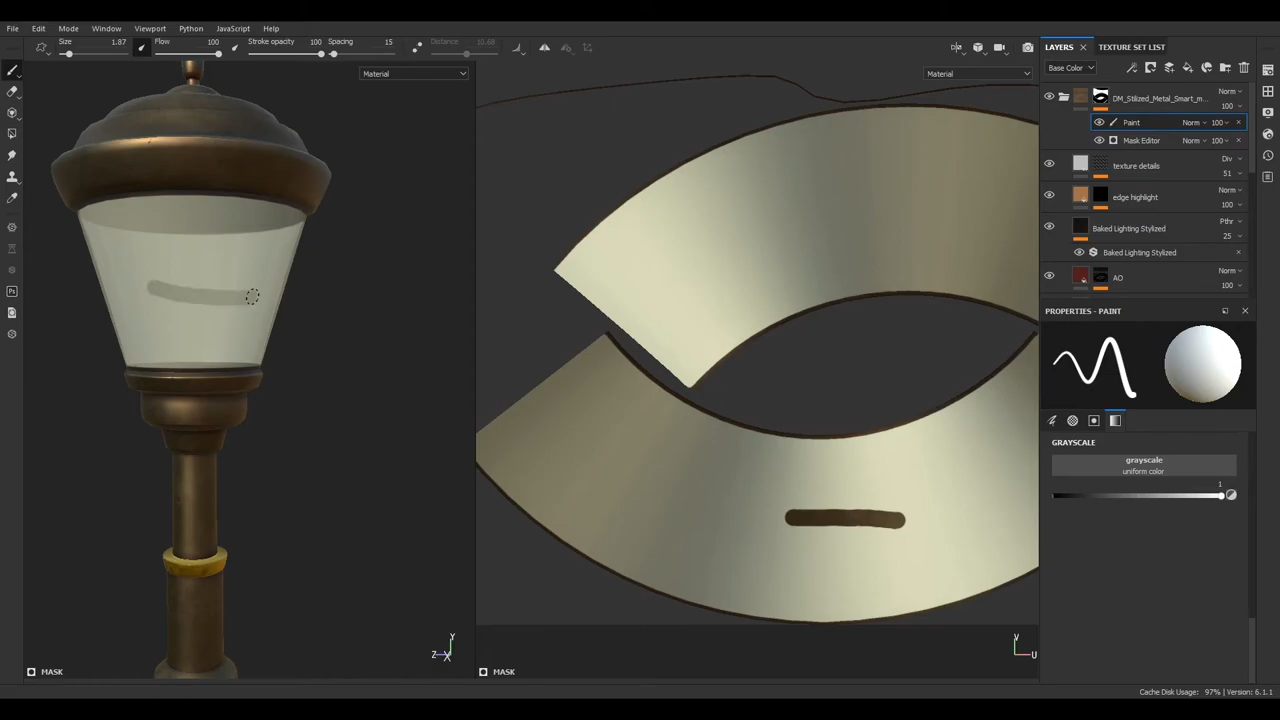 File Edit Mode Window Viewport Python JavaScript Help
Size 1.87 Flow 100 Stroke opacity 100 Spacing 15 Distance 10.68
LAYERS TEXTURE SET LIST
Material
Material
Base Color
DM_Stilized_Metal_Smart_m... Norm
100
Paint Norm 100
Mask Editor Norm 100
texture details Div
51
edge highlight Norm
100
Baked Lighting Stylized Pthr
25
Baked Lighting Stylized
AO Norm
100
PROPERTIES - PAINT
GRAYSCALE
grayscale
uniform color
1
Y
Z X
V
U
MASK
MASK
Cache Disk Usage: 97% | Version: 6.1.1